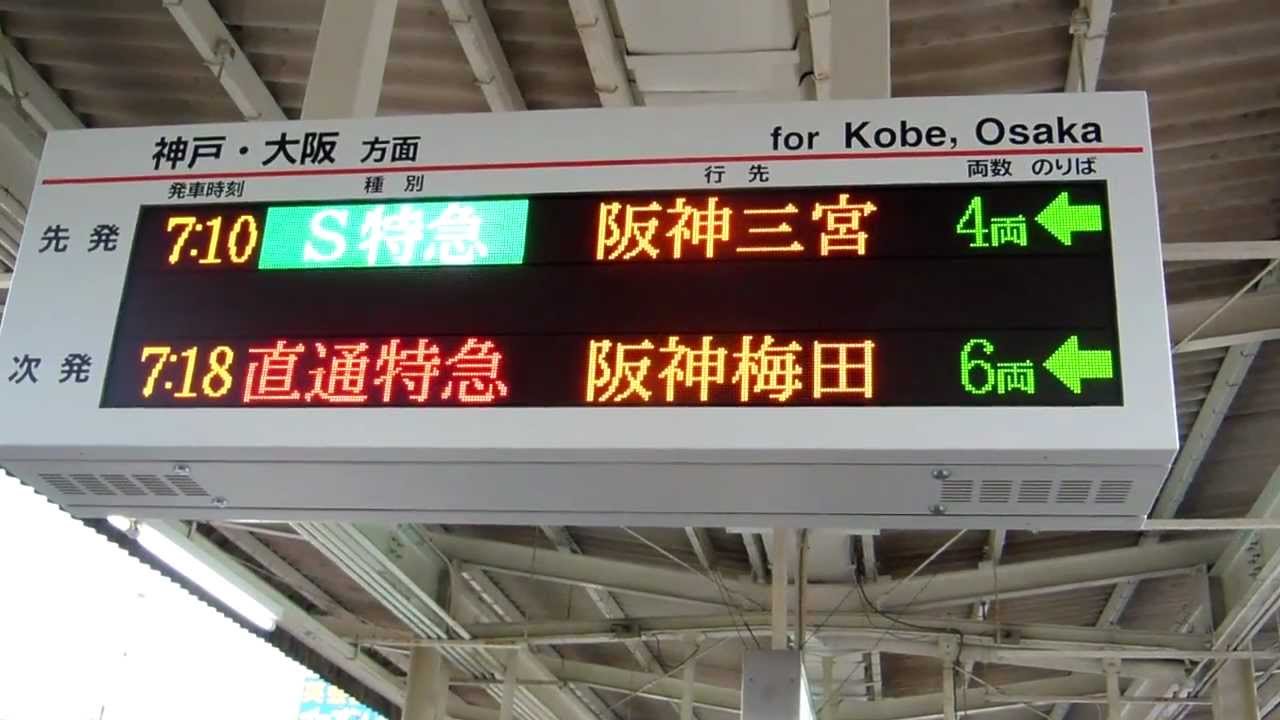 神戸・大阪 方面 for Kobe, Osaka
発車時刻 種別 行先 両数 のりば
先発 7:10 S特急 阪神三宮 4両 ←
次発 7:18 直通特急 阪神梅田 6両 ←